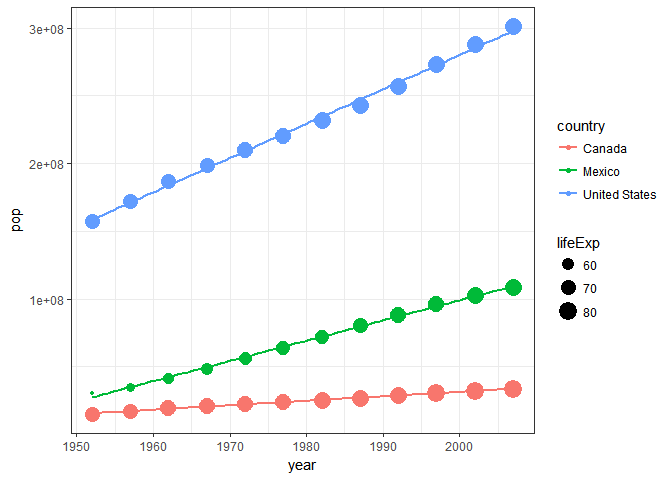 3e+08
2e+08
1e+08
pop
1950 1960 1970 1980 1990 2000
year
country
Canada
Mexico
United States
lifeExp
60
70
80